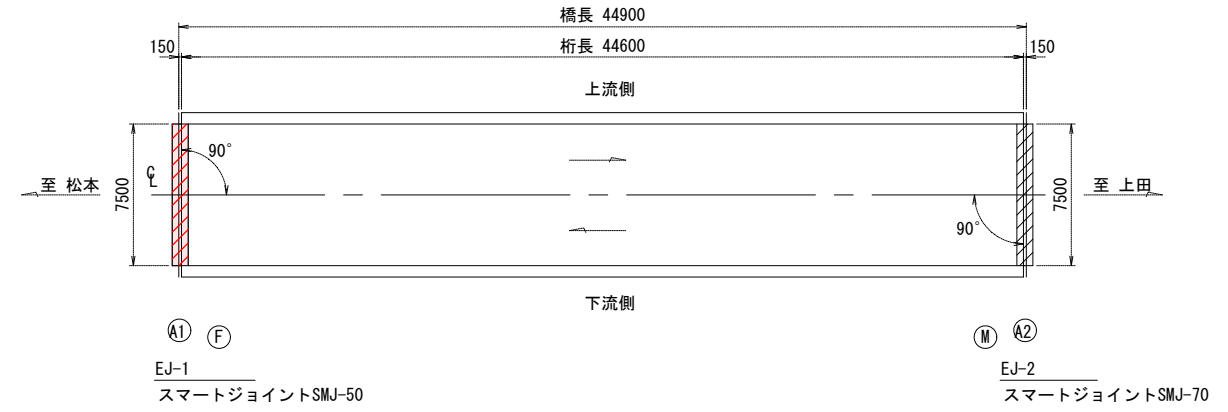 橋長 44900
150
桁長 44600
150
上流側
90°
℄
至 松本
7500
7500
至 上田
90°
下流側
A1
F
M
A2
EJ-1
スマートジョイントSMJ-50
EJ-2
スマートジョイントSMJ-70